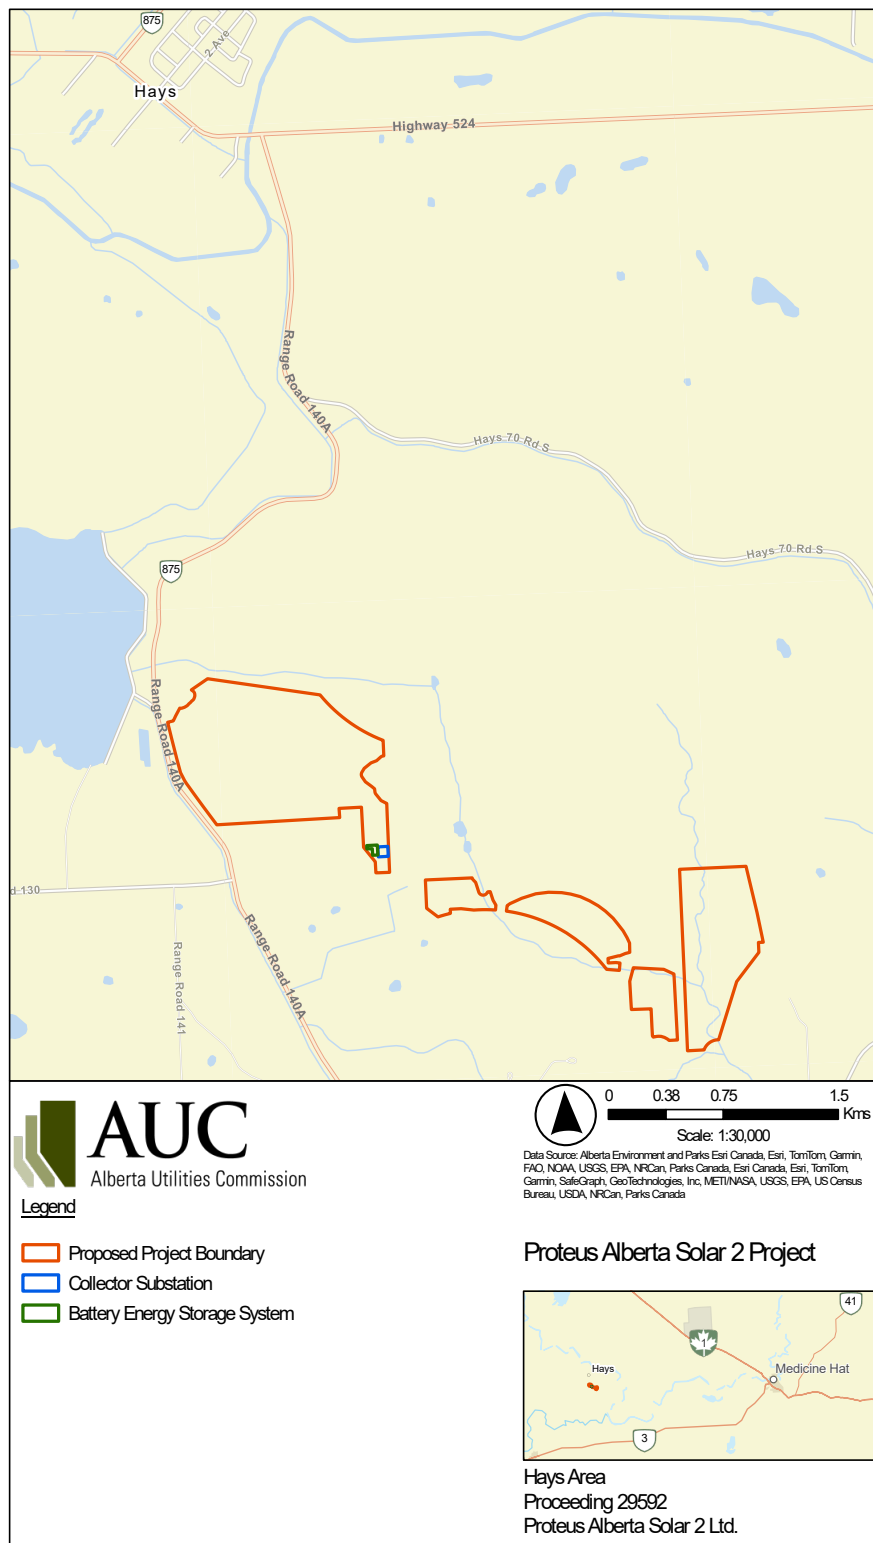 875
2 Ave
Hays
Highway 524
Range Road 140A
Hays 70 Rd S
Hays 70 Rd S
875
Range Road 140A
d 130
Range Road 141
Range Road 140A
AUC
Alberta Utilities Commission
Legend
Proposed Project Boundary
Collector Substation
Battery Energy Storage System
0 0.38 0.75 1.5
Kms
Scale: 1:30,000
Data Source: Alberta Environment and Parks Esri Canada, Esri, TomTom, Garmin,
FAO, NOAA, USGS, EPA, NRCan, Parks Canada, Esri Canada, Esri, TomTom,
Garmin, SafeGraph, GeoTechnologies, Inc, METI/NASA, USGS, EPA, US Census
Bureau, USDA, NRCan, Parks Canada
Proteus Alberta Solar 2 Project
41
1
Hays
Medicine Hat
3
Hays Area
Proceeding 29592
Proteus Alberta Solar 2 Ltd.